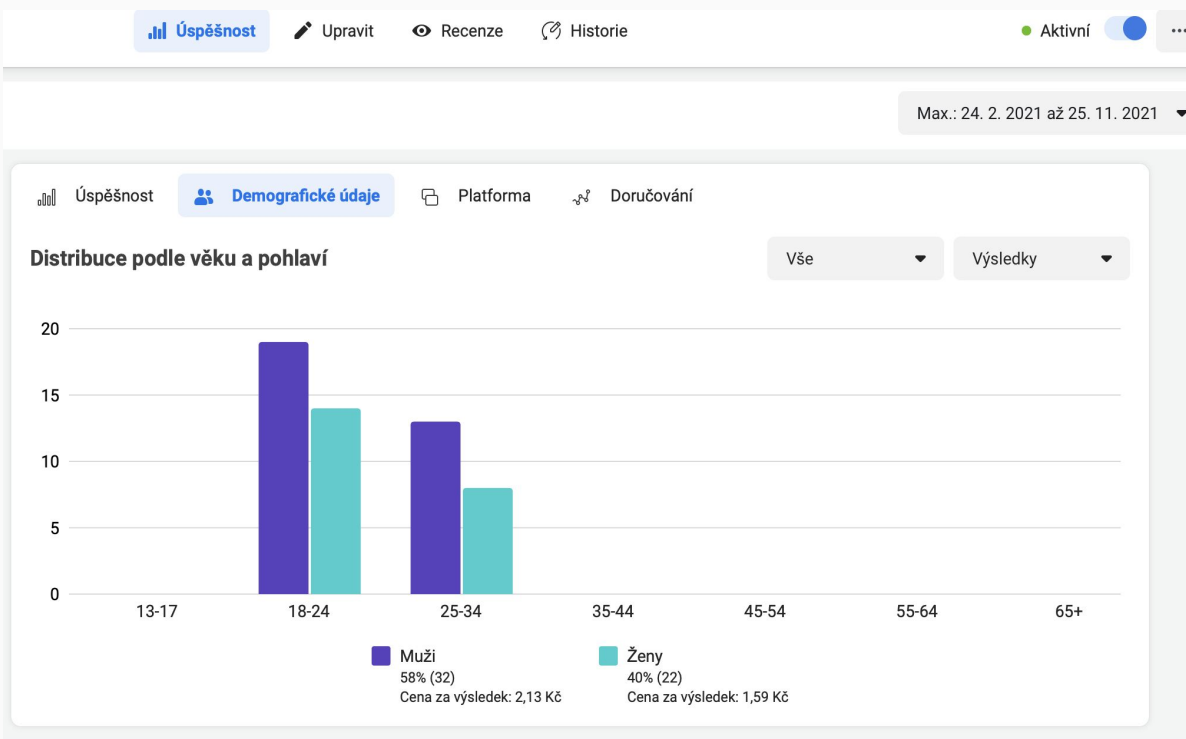 Úspěšnost Upravit Recenze Historie Aktivní
Max.: 24. 2. 2021 až 25. 11. 2021
Úspěšnost Demografické údaje Platforma Doručování
Distribuce podle věku a pohlaví Vše Výsledky
20
15
10
5
0
13-17 18-24 25-34 35-44 45-54 55-64 65+
Muži Ženy
58% (32) 40% (22)
Cena za výsledek: 2,13 Kč Cena za výsledek: 1,59 Kč